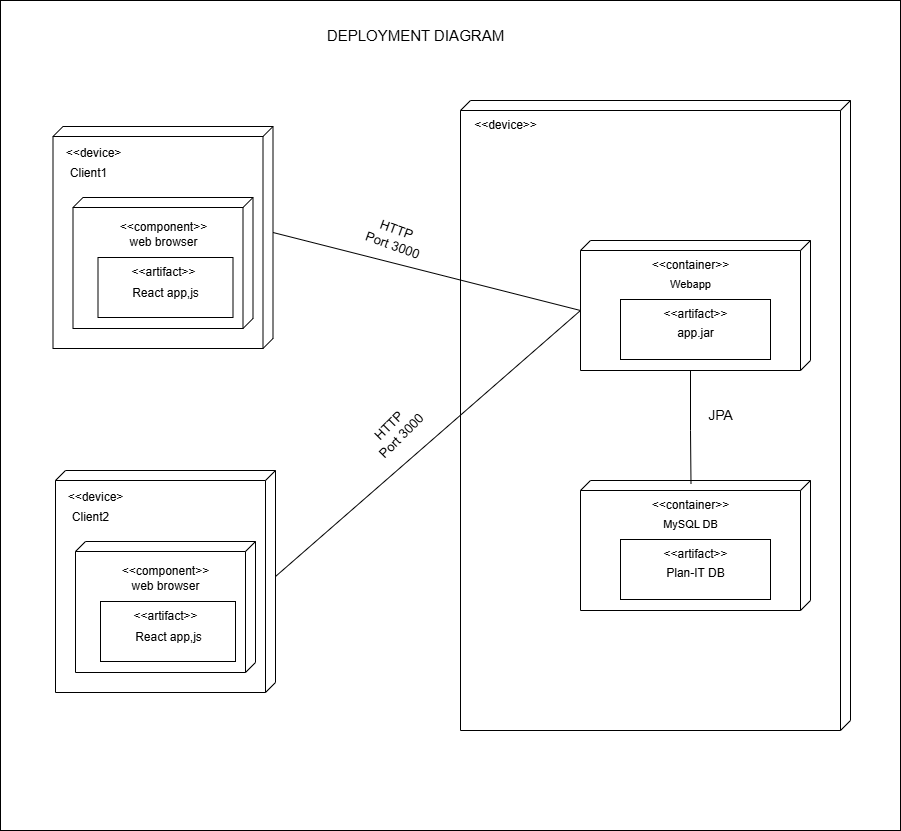 DEPLOYMENT DIAGRAM
<<device>
Client1
<<component>>
web browser
<<artifact>>
React app,js
HTTP
Port 3000
<<device>>
<<container>>
Webapp
<<artifact>>
app.jar
JPA
HTTP
Port 3000
<<device>
Client2
<<component>>
web browser
<<artifact>>
React app,js
<<container>>
MySQL DB
<<artifact>>
Plan-IT DB